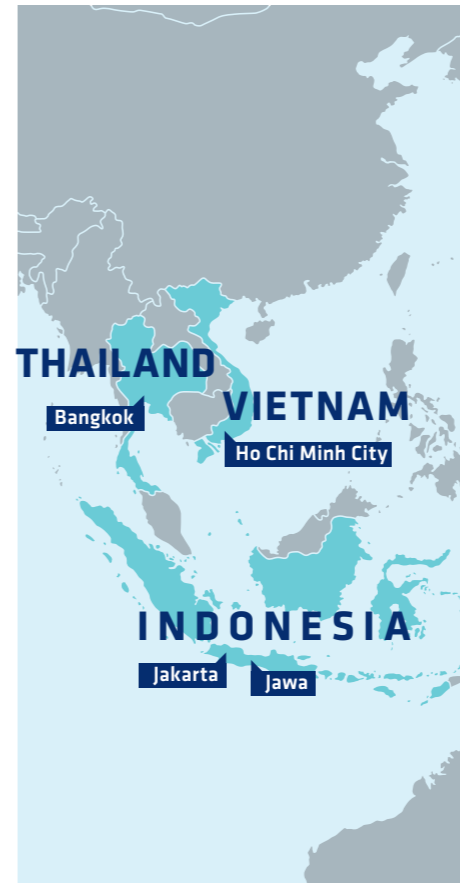 THAILAND
Bangkok
VIETNAM
Ho Chi Minh City
INDONESIA
Jakarta
Jawa